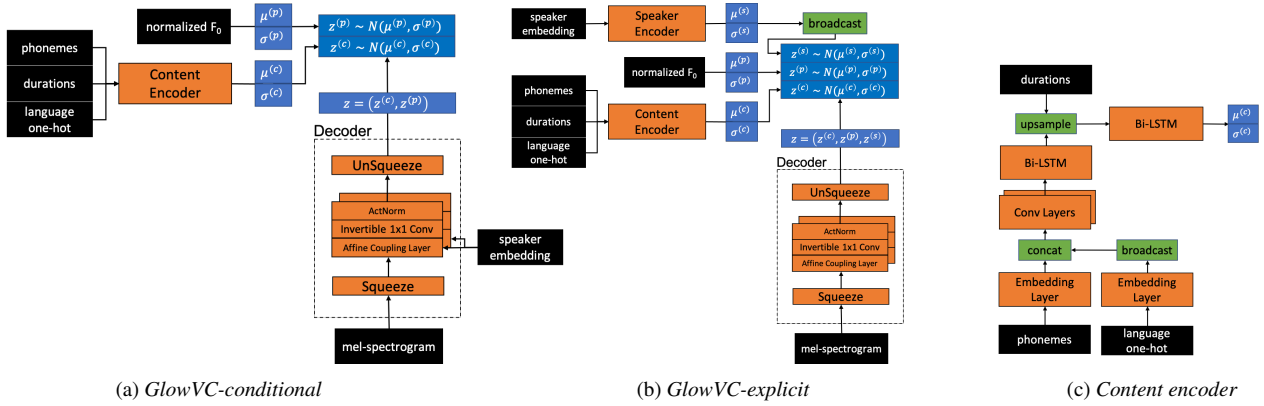 normalized F₀
μ⁽ᵖ⁾
σ⁽ᵖ⁾
z⁽ᵖ⁾ ~ N(μ⁽ᵖ⁾, σ⁽ᵖ⁾)
z⁽ᶜ⁾ ~ N(μ⁽ᶜ⁾, σ⁽ᶜ⁾)
phonemes
durations
language
one-hot
Content
Encoder
μ⁽ᶜ⁾
σ⁽ᶜ⁾
z = (z⁽ᶜ⁾, z⁽ᵖ⁾)
Decoder
UnSqueeze
ActNorm
Invertible 1x1 Conv
Affine Coupling Layer
speaker
embedding
Squeeze
mel-spectrogram
(a) GlowVC-conditional
speaker
embedding
Speaker
Encoder
μ⁽ˢ⁾
σ⁽ˢ⁾
broadcast
z⁽ˢ⁾ ~ N(μ⁽ˢ⁾, σ⁽ˢ⁾)
z⁽ᵖ⁾ ~ N(μ⁽ᵖ⁾, σ⁽ᵖ⁾)
z⁽ᶜ⁾ ~ N(μ⁽ᶜ⁾, σ⁽ᶜ⁾)
normalized F₀
μ⁽ᵖ⁾
σ⁽ᵖ⁾
phonemes
durations
language
one-hot
Content
Encoder
μ⁽ᶜ⁾
σ⁽ᶜ⁾
z = (z⁽ᶜ⁾, z⁽ᵖ⁾, z⁽ˢ⁾)
Decoder
UnSqueeze
ActNorm
Invertible 1x1 Conv
Affine Coupling Layer
Squeeze
mel-spectrogram
(b) GlowVC-explicit
durations
upsample
Bi-LSTM
μ⁽ᶜ⁾
σ⁽ᶜ⁾
Bi-LSTM
Conv Layers
concat
broadcast
Embedding
Layer
Embedding
Layer
phonemes
language
one-hot
(c) Content encoder